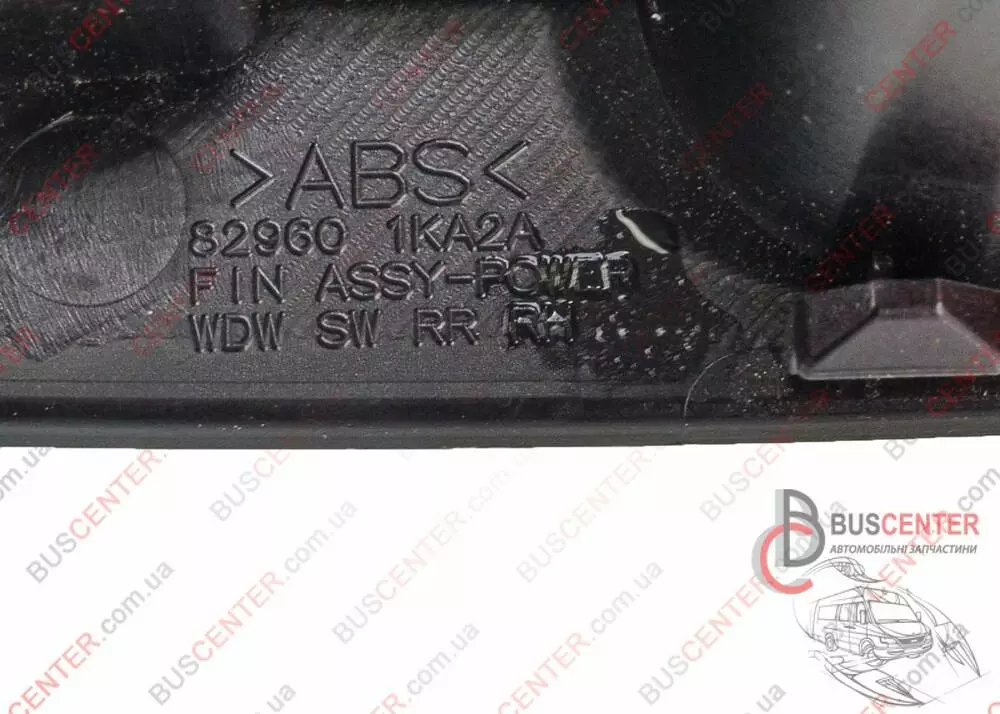 >ABS<
82960 1KA2A
FIN ASSY-POWER
WDW SW RR RH
BUSCENTER
АВТОМОБІЛЬНІ ЗАПЧАСТИНИ
BUSCENTER.com.ua